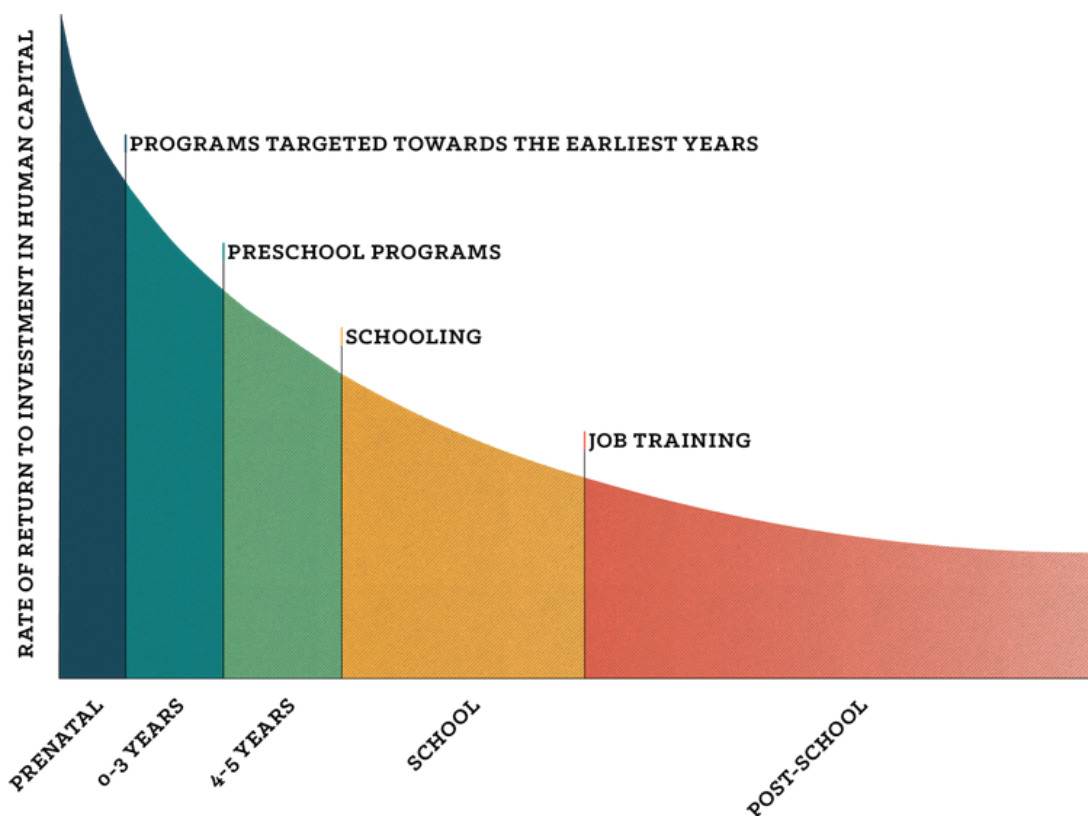 RATE OF RETURN TO INVESTMENT IN HUMAN CAPITAL
PROGRAMS TARGETED TOWARDS THE EARLIEST YEARS
PRESCHOOL PROGRAMS
SCHOOLING
JOB TRAINING
PRENATAL
0-3 YEARS
4-5 YEARS
SCHOOL
POST-SCHOOL